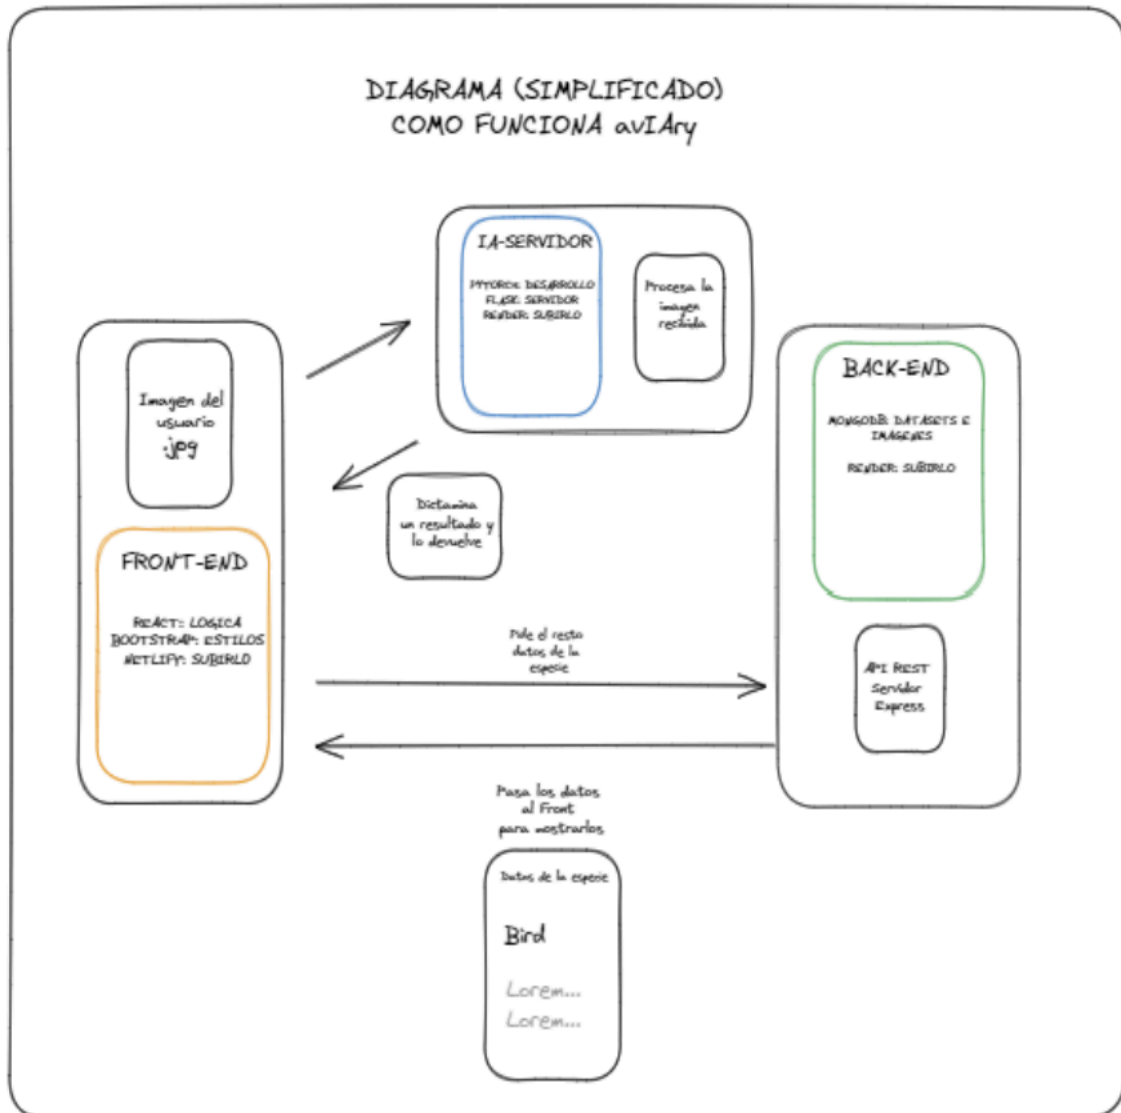 DIAGRAMA (SIMPLIFICADO)
COMO FUNCIONA avIAry
IA-SERVIDOR
PYTORCH: DESARROLLO
FLASK: SERVIDOR
RENDER: SUBIRLO
Procesa la
imagen
recibida
Imagen del
usuario
.jpg
FRONT-END
REACT: LOGICA
BOOTSTRAP: ESTILOS
NETLIFY: SUBIRLO
Dictamina
un resultado y
lo devuelve
BACK-END
MONGODB: DATASETS E
IMAGENES
RENDER: SUBIRLO
API REST
Servidor
Express
Pide el resto
datos de la
especie
Pasa los datos
al Front
para mostrarlos
Datos de la especie
Bird
Lorem...
Lorem...